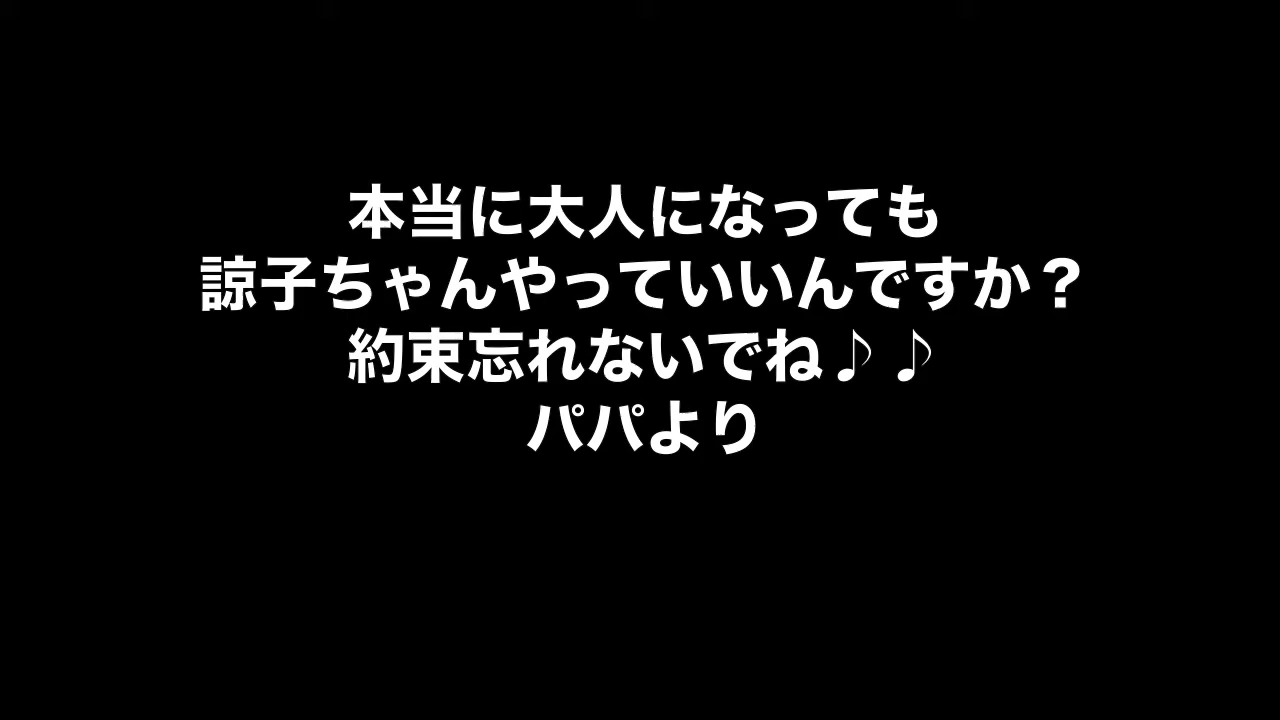 本当に大人になっても
諒子ちゃんやっていいんですか？
約束忘れないでね♪♪
パパより